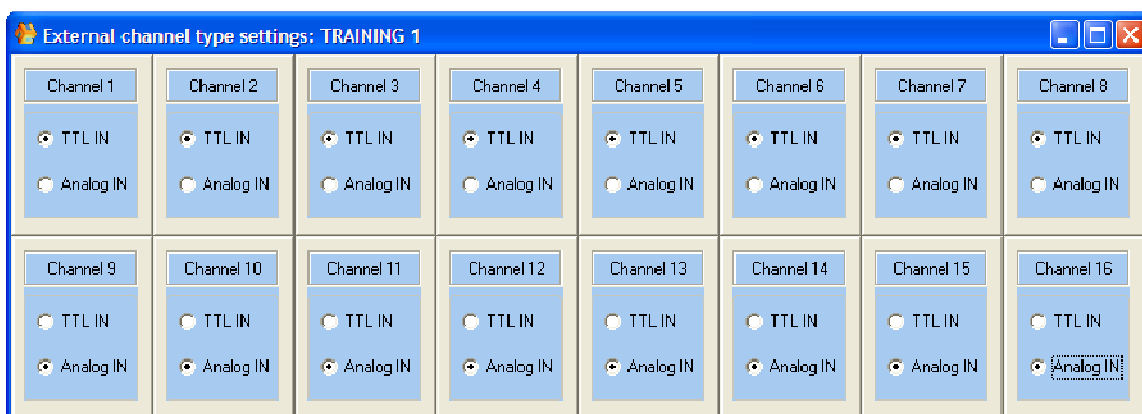 External channel type settings: TRAINING 1
Channel 1 Channel 2 Channel 3 Channel 4 Channel 5 Channel 6 Channel 7 Channel 8
TTL IN TTL IN TTL IN TTL IN TTL IN TTL IN TTL IN TTL IN
Analog IN Analog IN Analog IN Analog IN Analog IN Analog IN Analog IN Analog IN
Channel 9 Channel 10 Channel 11 Channel 12 Channel 13 Channel 14 Channel 15 Channel 16
TTL IN TTL IN TTL IN TTL IN TTL IN TTL IN TTL IN TTL IN
Analog IN Analog IN Analog IN Analog IN Analog IN Analog IN Analog IN Analog IN